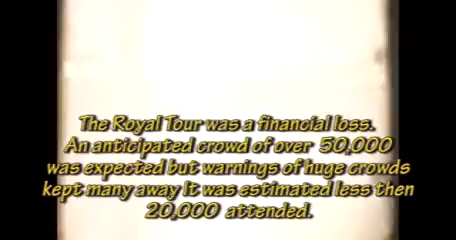 The Royal Tour was a financial loss.
An anticipated crowd of over 50,000
was expected but warnings of huge crowds
kept many away It was estimated less then
20,000 attended.